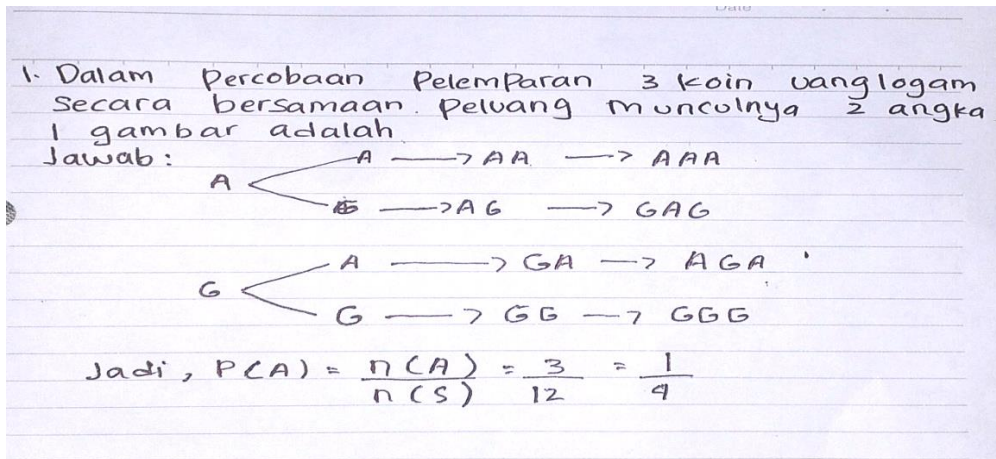 1. Dalam Percobaan Pelemparan 3 koin uang logam
secara bersamaan. Peluang munculnya 2 angka
1 gambar adalah
Jawab :
A → AA → AAA
A
G → AG → GAG
A → GA → AGA
G
G → GG → GGG
Jadi, P(A) = n(A) / n(S) = 3 / 12 = 1 / 4